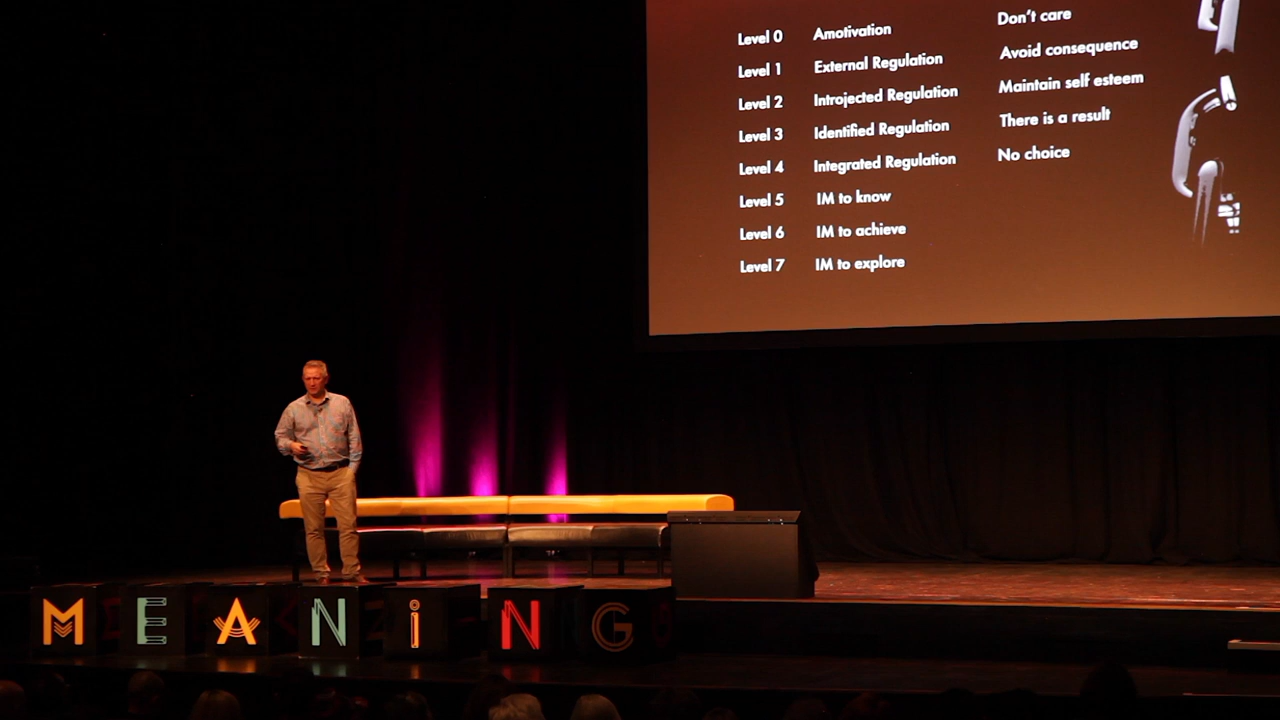 Level 0 Amotivation Don't care
Level 1 External Regulation Avoid consequence
Level 2 Introjected Regulation Maintain self esteem
Level 3 Identified Regulation There is a result
Level 4 Integrated Regulation No choice
Level 5 IM to know
Level 6 IM to achieve
Level 7 IM to explore
MEANiNG